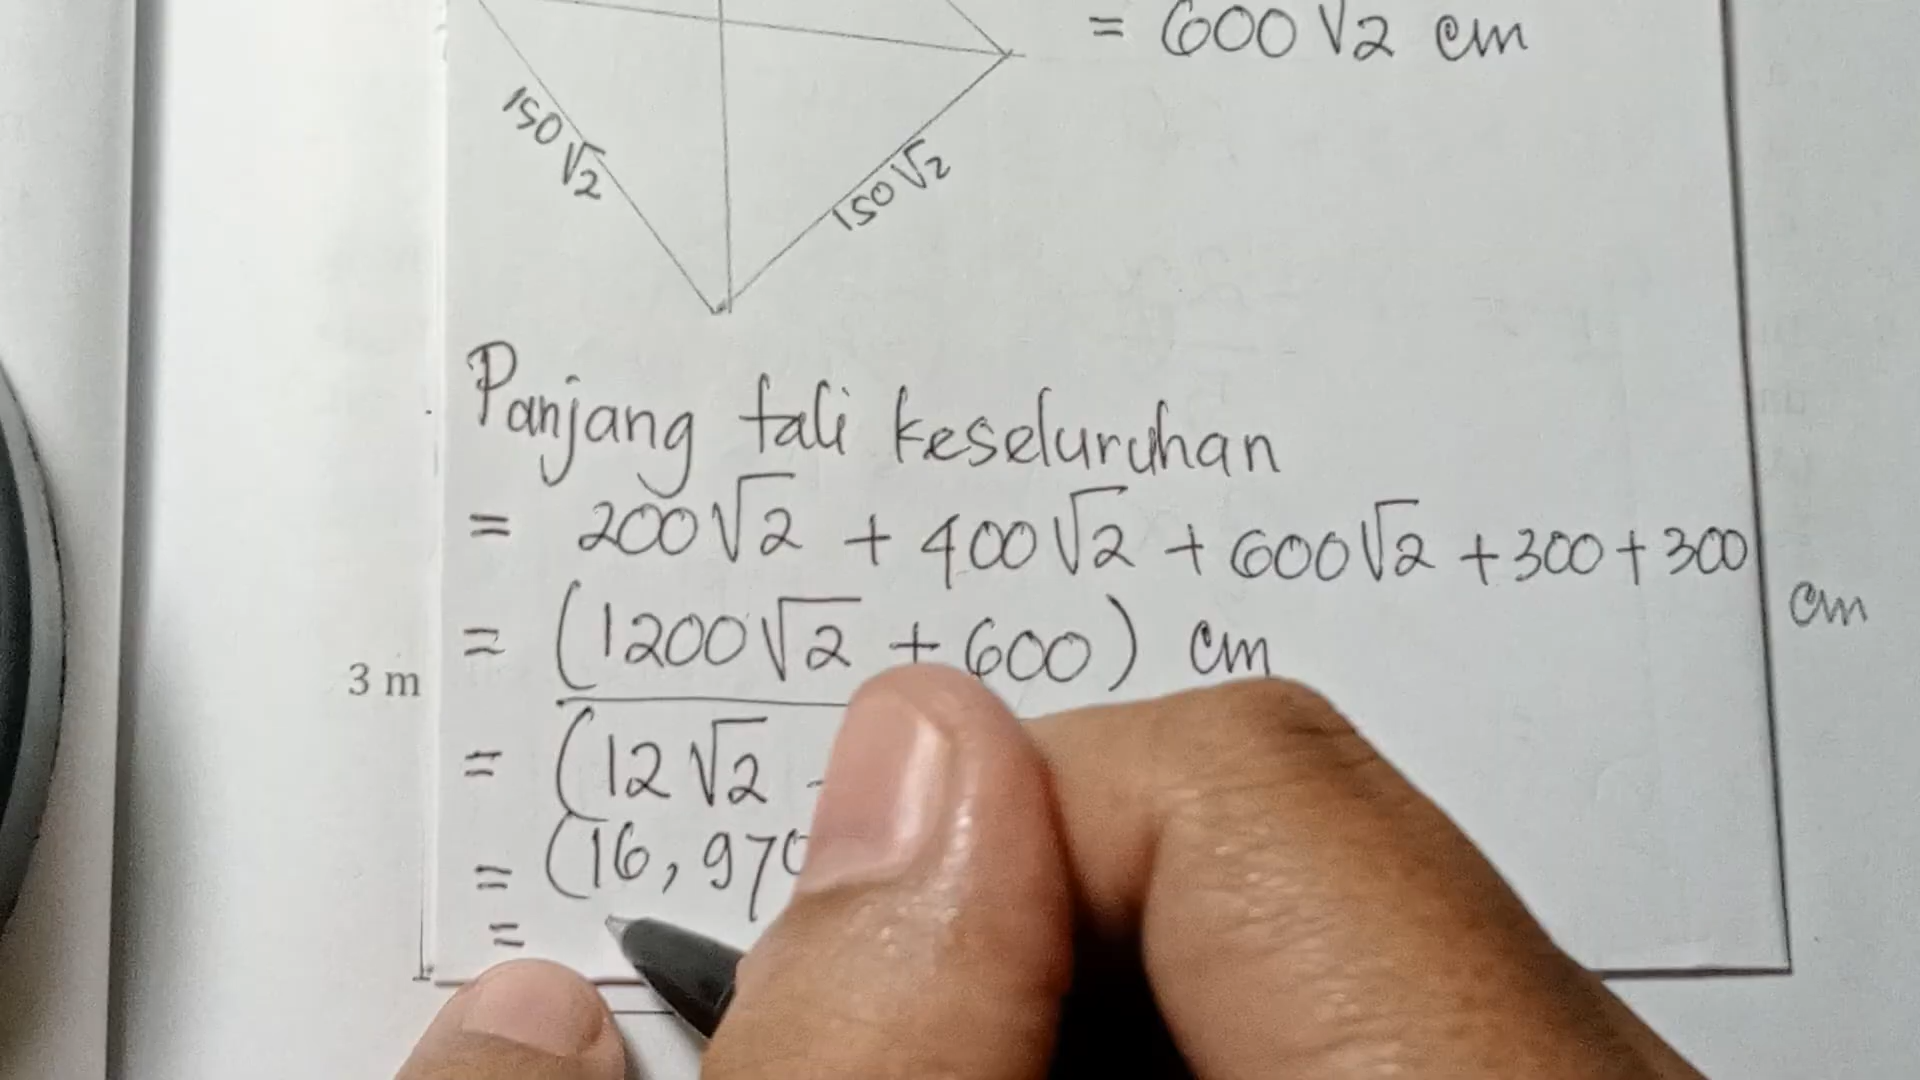 = 600√2 cm
150√2
150√2
Panjang tali keseluruhan
= 200√2 + 400√2 + 600√2 + 300 + 300 cm
= (1200√2 + 600) cm
3 m
= (12√2
= (16,970
=